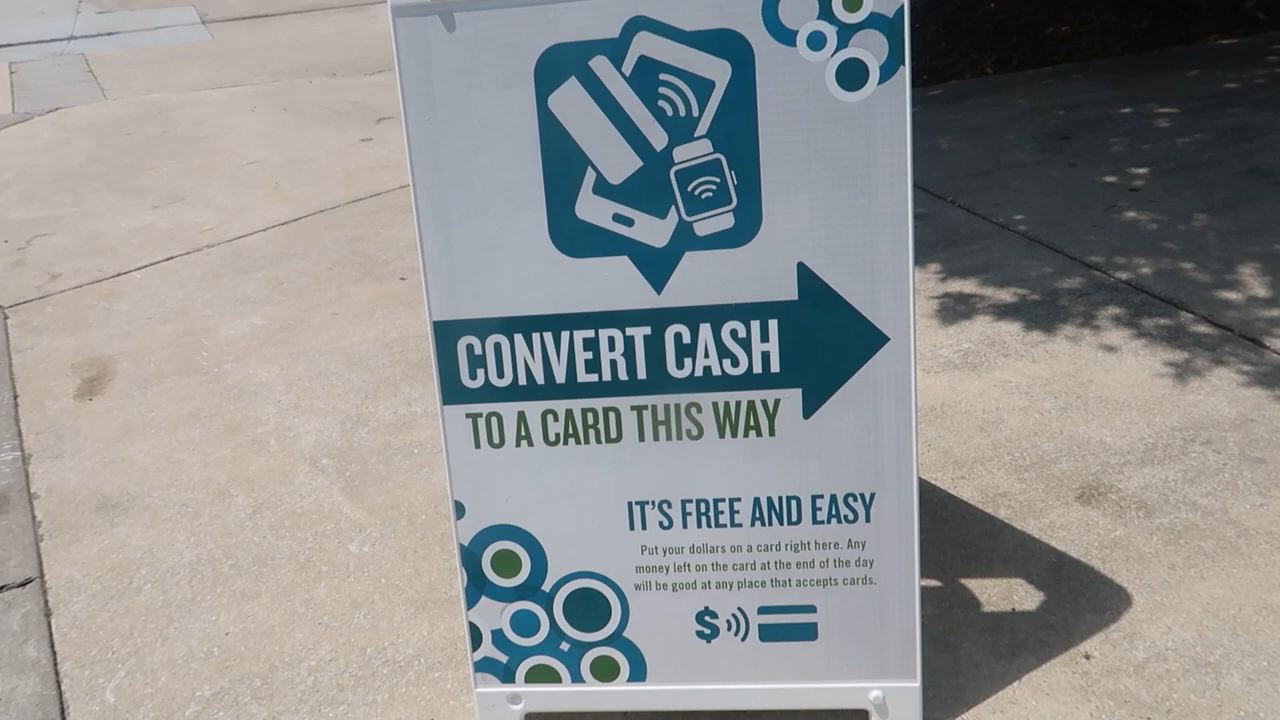 CONVERT CASH
TO A CARD THIS WAY
IT'S FREE AND EASY
Put your dollars on a card right here. Any
money left on the card at the end of the day
will be good at any place that accepts cards.
$